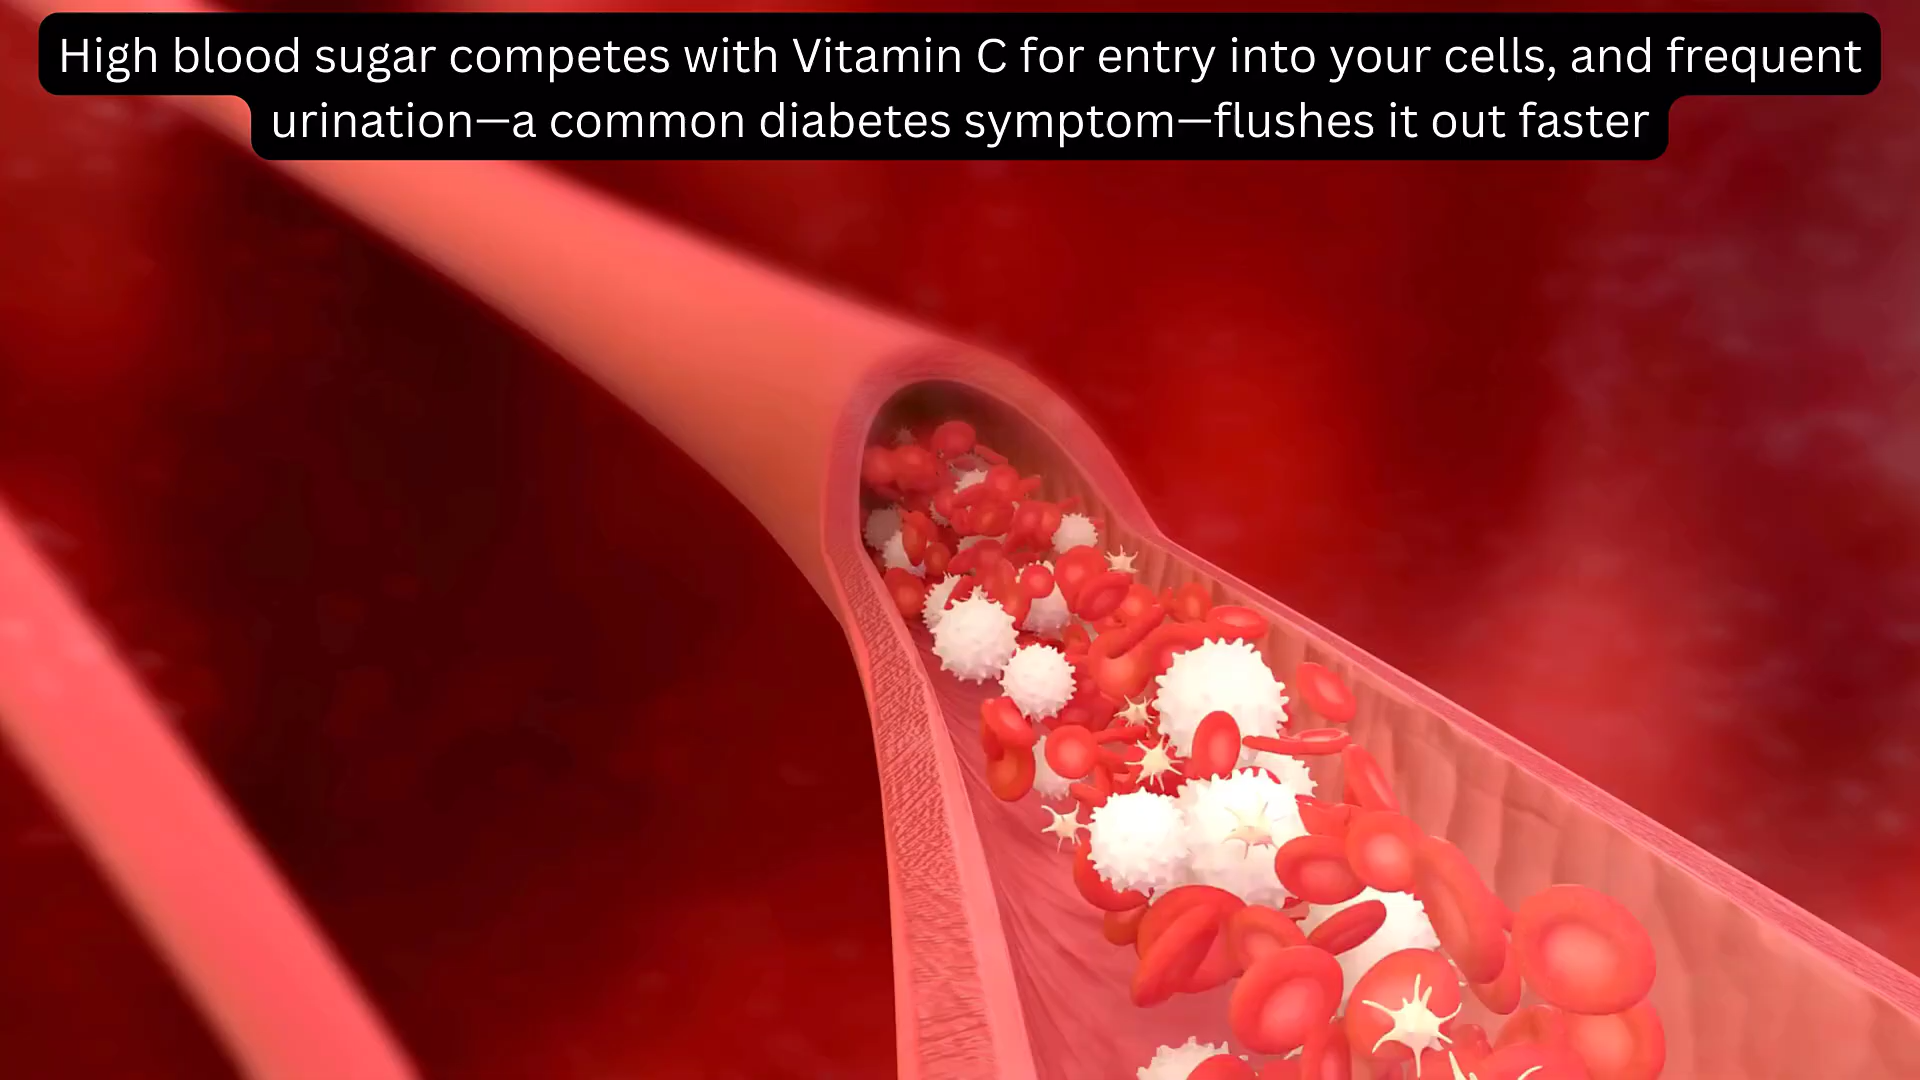 High blood sugar competes with Vitamin C for entry into your cells, and frequent
urination—a common diabetes symptom—flushes it out faster